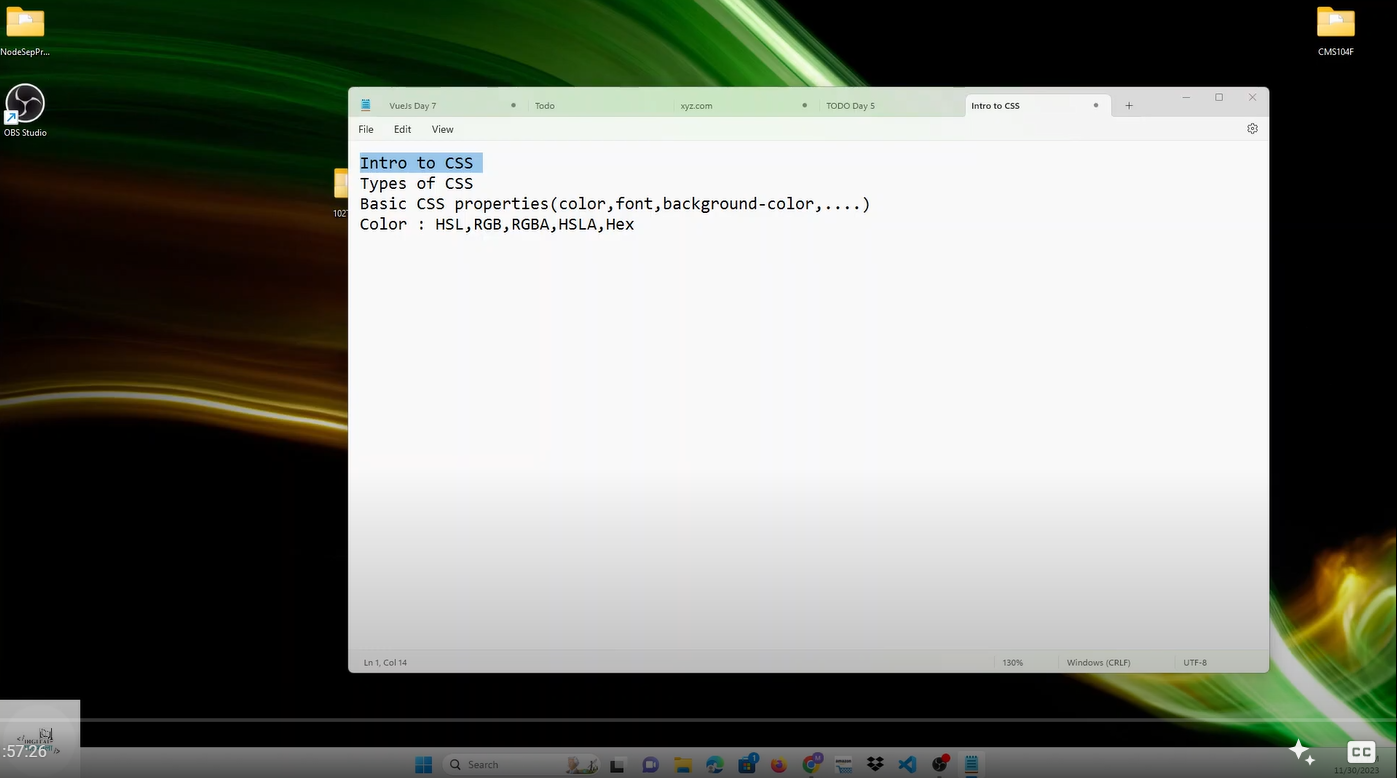 NodeSepPr...
CMS104F
OBS Studio
VueJs Day 7
Todo
xyz.com
TODO Day 5
Intro to CSS
File Edit View
Intro to CSS
Types of CSS
Basic CSS properties(color,font,background-color,....)
Color : HSL,RGB,RGBA,HSLA,Hex
Ln 1, Col 14
130%
Windows (CRLF)
UTF-8
:57:26
Search
CC
11/30/2023